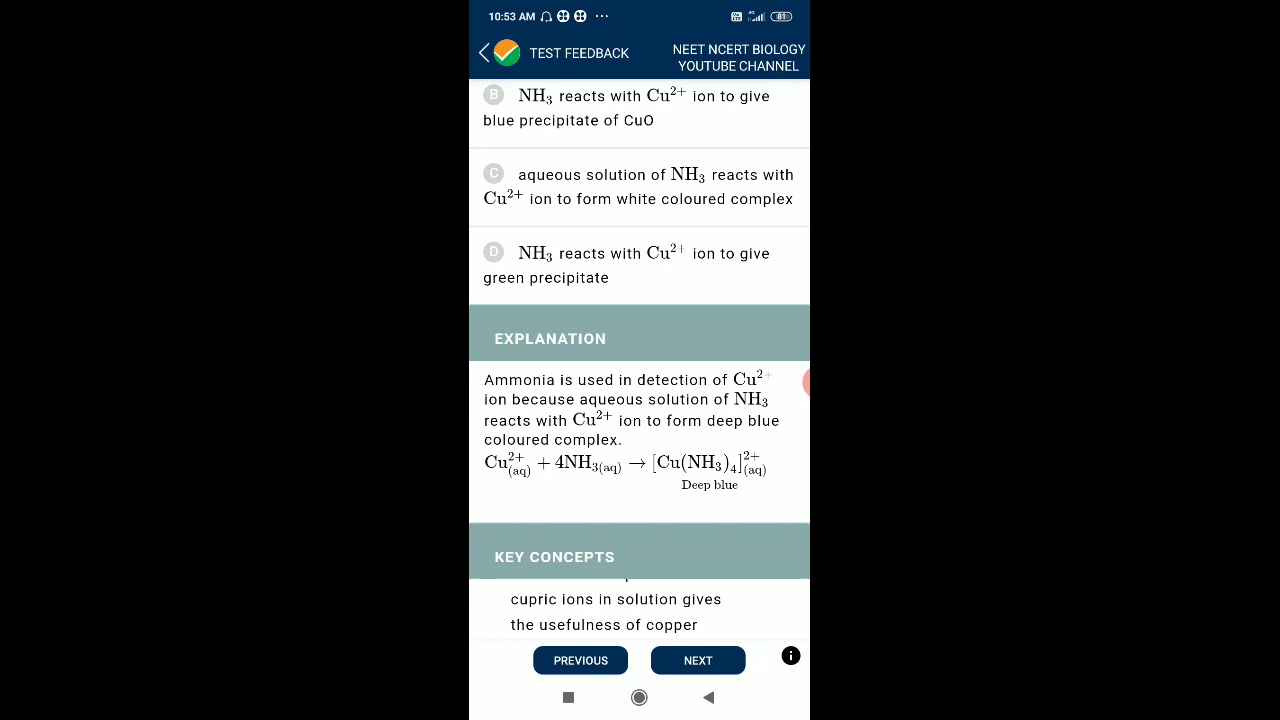 10:53 AM ...
4G
81
TEST FEEDBACK
NEET NCERT BIOLOGY
YOUTUBE CHANNEL
B NH₃ reacts with Cu²⁺ ion to give
blue precipitate of CuO
C aqueous solution of NH₃ reacts with
Cu²⁺ ion to form white coloured complex
D NH₃ reacts with Cu²⁺ ion to give
green precipitate
EXPLANATION
Ammonia is used in detection of Cu²⁺
ion because aqueous solution of NH₃
reacts with Cu²⁺ ion to form deep blue
coloured complex.
Cu²⁺₍aq₎ + 4NH₃₍aq₎ → [Cu(NH₃)₄]²⁺₍aq₎
Deep blue
KEY CONCEPTS
cupric ions in solution gives
the usefulness of copper
PREVIOUS
NEXT
i